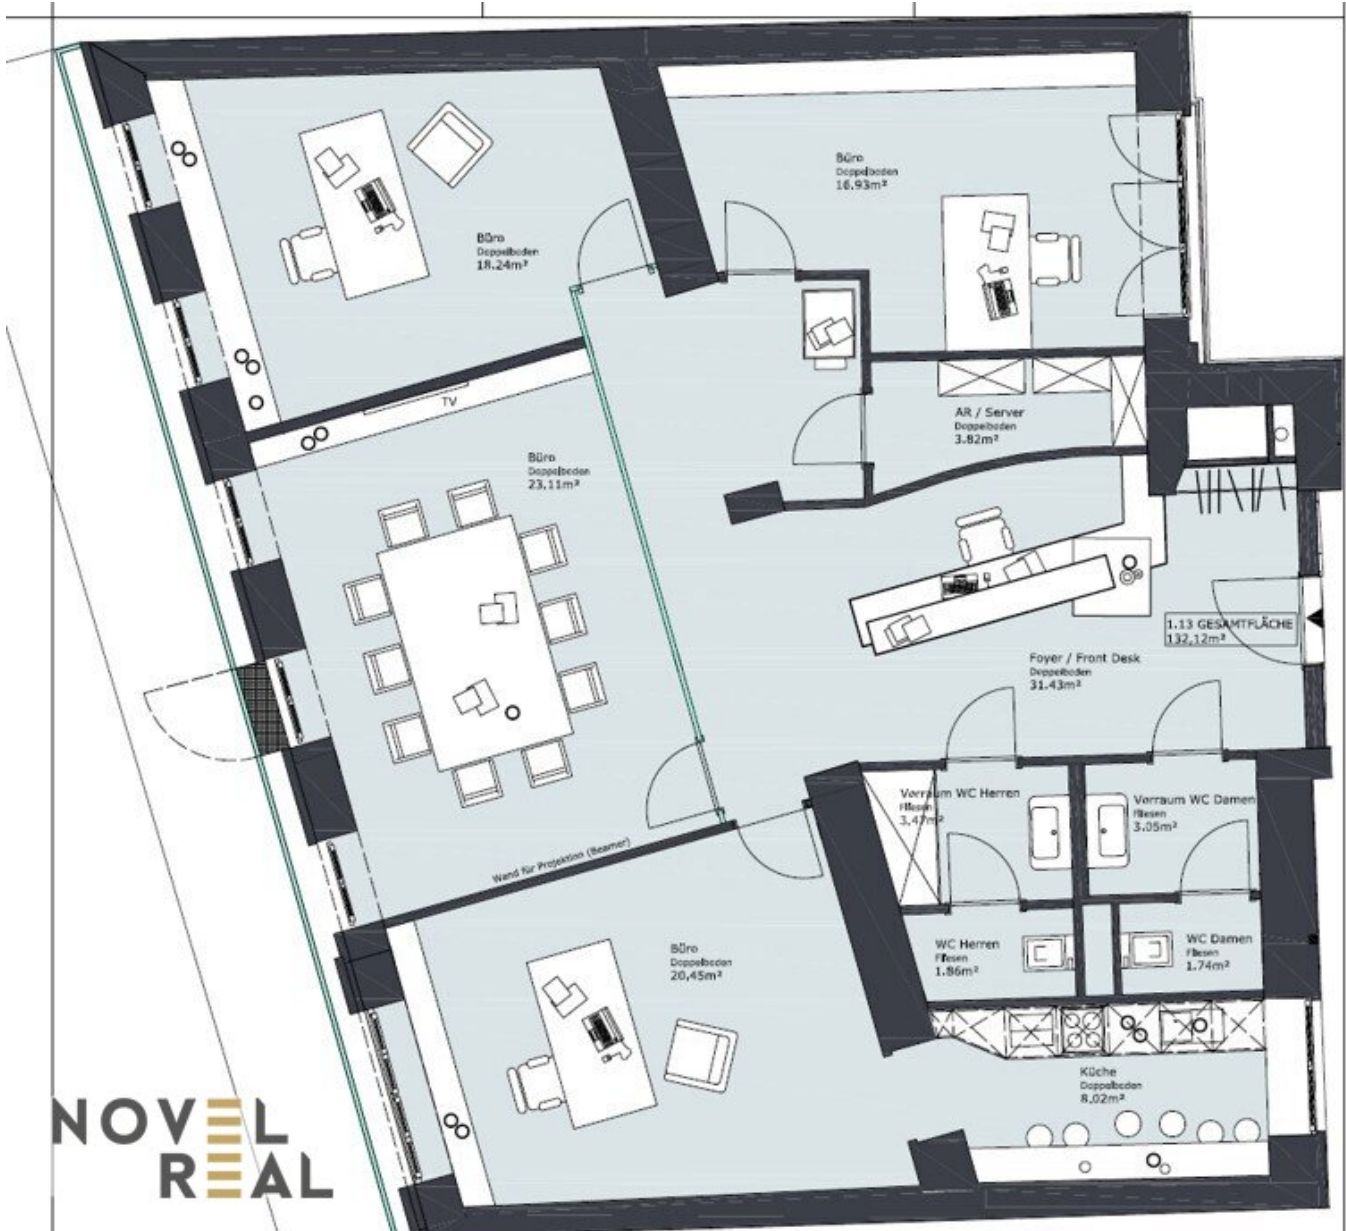 Büro
Doppelboden
16.93m²
Büro
Doppelboden
18.24m²
TV
AR / Server
Doppelboden
3.82m²
Büro
Doppelboden
23.11m²
1.13 GESAMTFLÄCHE
132,12m²
Foyer / Front Desk
Doppelboden
31.43m²
Vorraum WC Herren
Fliesen
3.47m²
Vorraum WC Damen
Fliesen
3.05m²
Wand für Projektion (Beamer)
Büro
Doppelboden
20,45m²
WC Herren
Fliesen
1.86m²
WC Damen
Fliesen
1.74m²
Küche
Doppelboden
8.02m²
NOVEL
REAL